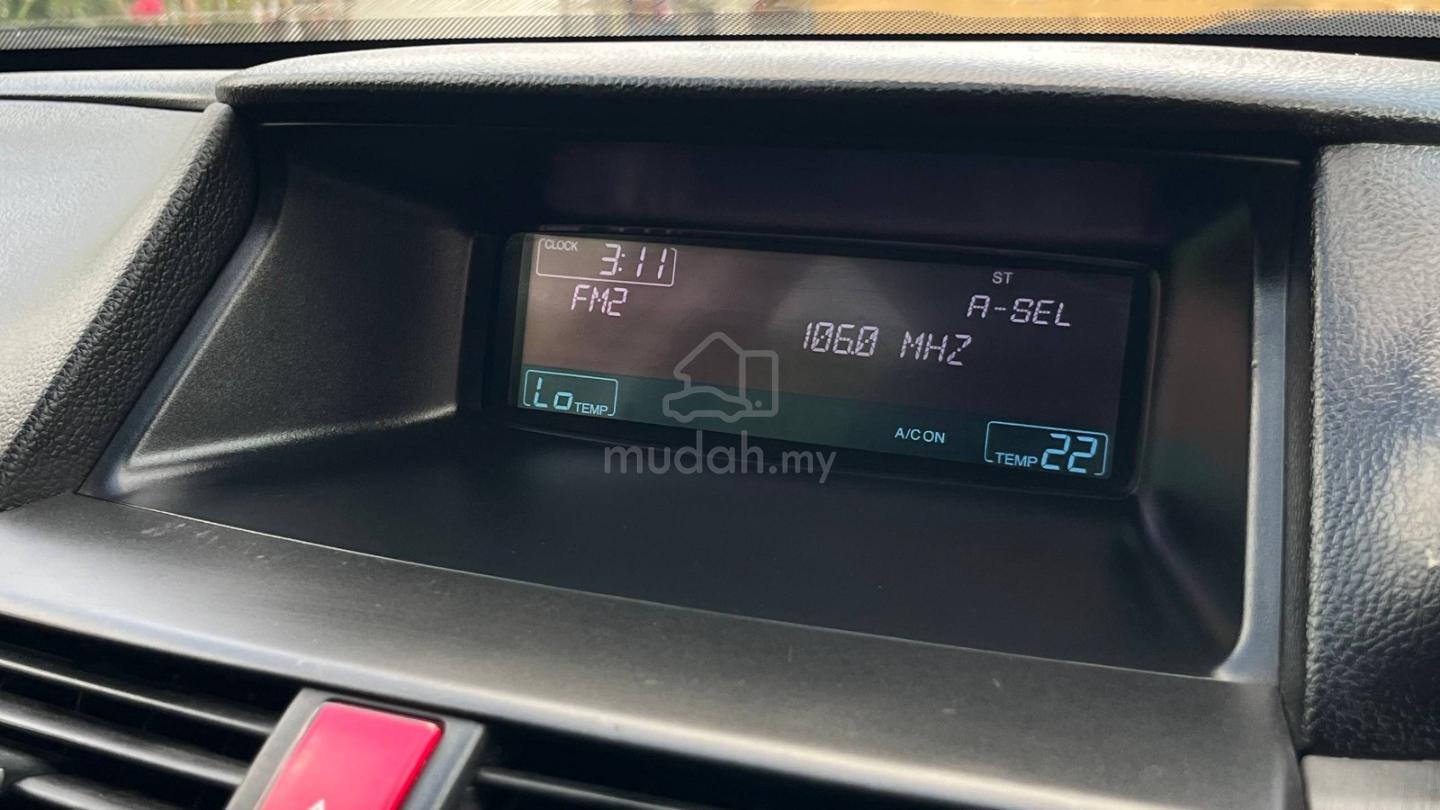 CLOCK 3:11
ST
FM2
A-SEL
106.0 MHZ
Lo TEMP
A/C ON
TEMP 22
mudah.my